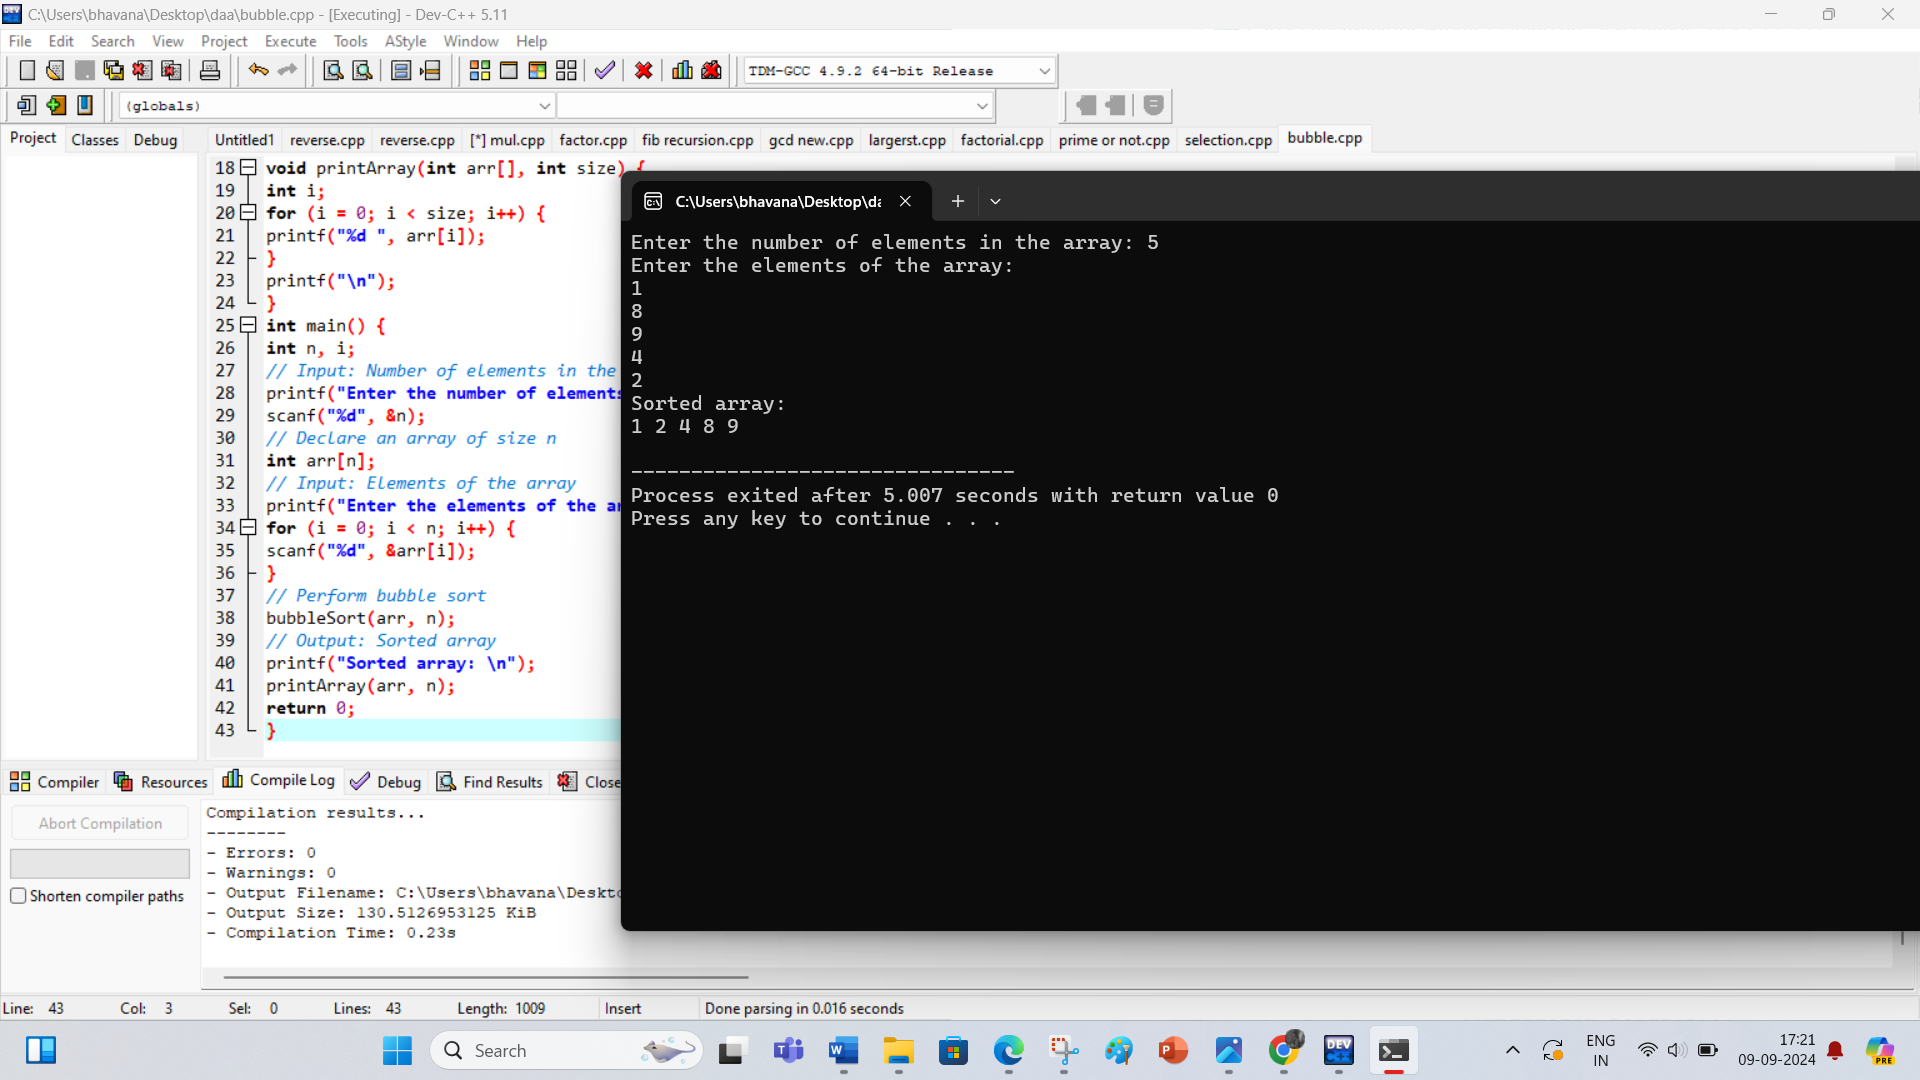 C:\Users\bhavana\Desktop\daa\bubble.cpp - [Executing] - Dev-C++ 5.11
File Edit Search View Project Execute Tools AStyle Window Help
TDM-GCC 4.9.2 64-bit Release
(globals)
Project Classes Debug
Untitled1 reverse.cpp reverse.cpp [*] mul.cpp factor.cpp fib recursion.cpp gcd new.cpp largerst.cpp factorial.cpp prime or not.cpp selection.cpp bubble.cpp
18 void printArray(int arr[], int size) {
19 int i;
20 for (i = 0; i < size; i++) {
21 printf("%d ", arr[i]);
22 }
23 printf("\n");
24 }
25 int main() {
26 int n, i;
27 // Input: Number of elements in the
28 printf("Enter the number of elements
29 scanf("%d", &n);
30 // Declare an array of size n
31 int arr[n];
32 // Input: Elements of the array
33 printf("Enter the elements of the ar
34 for (i = 0; i < n; i++) {
35 scanf("%d", &arr[i]);
36 }
37 // Perform bubble sort
38 bubbleSort(arr, n);
39 // Output: Sorted array
40 printf("Sorted array: \n");
41 printArray(arr, n);
42 return 0;
43 }
C:\Users\bhavana\Desktop\da
Enter the number of elements in the array: 5
Enter the elements of the array:
1
8
9
4
2
Sorted array:
1 2 4 8 9
--------------------------------
Process exited after 5.007 seconds with return value 0
Press any key to continue . . .
Compiler Resources Compile Log Debug Find Results Close
Abort Compilation
Shorten compiler paths
Compilation results...
--------
- Errors: 0
- Warnings: 0
- Output Filename: C:\Users\bhavana\Deskto
- Output Size: 130.5126953125 KiB
- Compilation Time: 0.23s
Line: 43 Col: 3 Sel: 0 Lines: 43 Length: 1009 Insert Done parsing in 0.016 seconds
Search
DEV
ENG
IN
17:21
09-09-2024
PRE